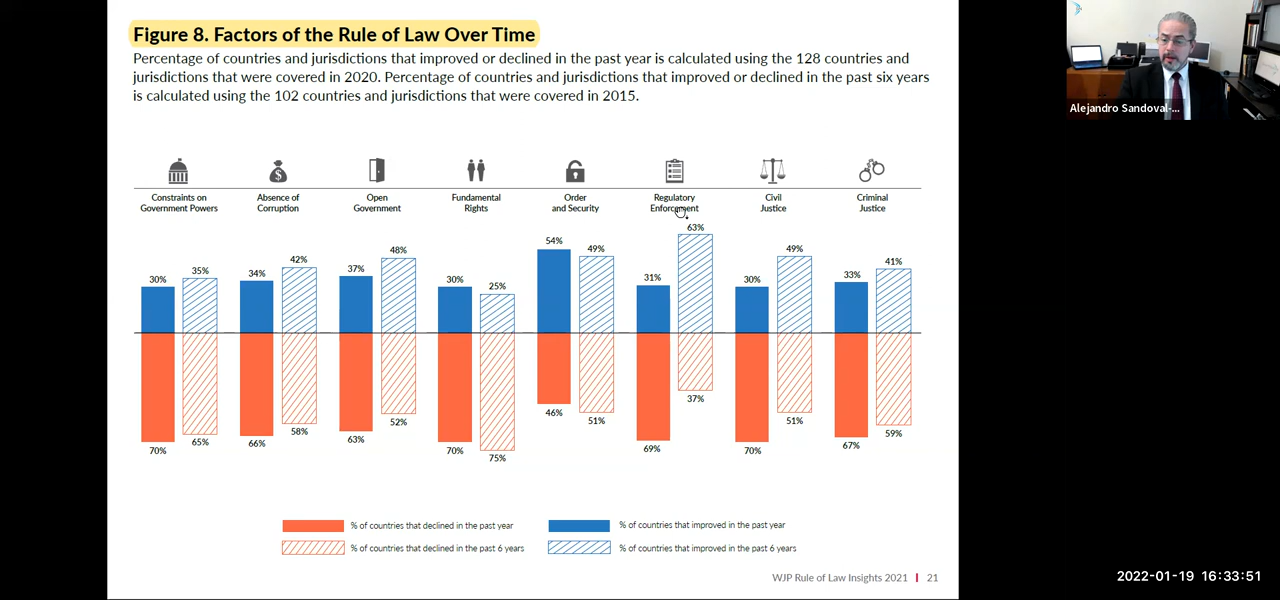 Figure 8. Factors of the Rule of Law Over Time
Percentage of countries and jurisdictions that improved or declined in the past year is calculated using the 128 countries and
jurisdictions that were covered in 2020. Percentage of countries and jurisdictions that improved or declined in the past six years
is calculated using the 102 countries and jurisdictions that were covered in 2015.
Alejandro Sandoval-...
Constraints on
Government Powers
Absence of
Corruption
Open
Government
Fundamental
Rights
Order
and Security
Regulatory
Enforcement
Civil
Justice
Criminal
Justice
30% 35% 34% 42% 37% 48% 30% 25% 54% 49% 31% 63% 30% 49% 33% 41%
70% 65% 66% 58% 63% 52% 70% 75% 46% 51% 69% 37% 70% 51% 67% 59%
% of countries that declined in the past year
% of countries that improved in the past year
% of countries that declined in the past 6 years
% of countries that improved in the past 6 years
WJP Rule of Law Insights 2021 | 21
2022-01-19 16:33:51